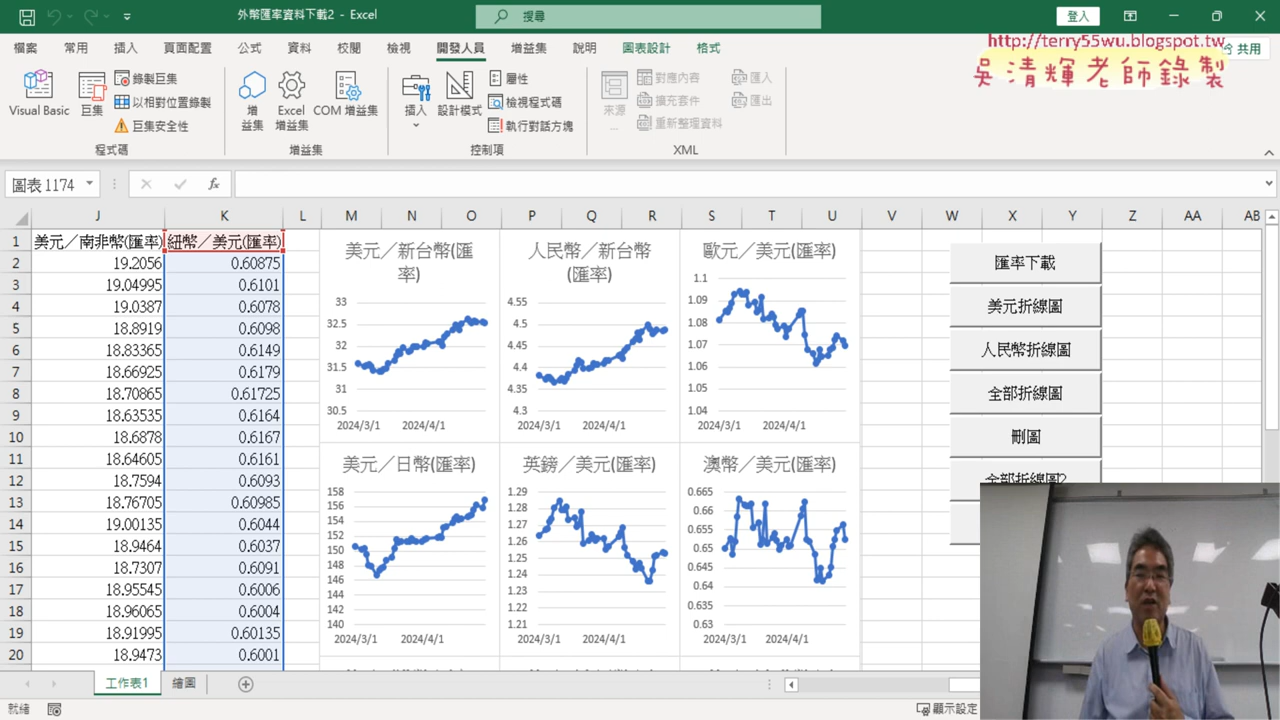 外幣匯率資料下載2 - Excel
搜尋
登入
檔案 常用 插入 頁面配置 公式 資料 校閱 檢視 開發人員 增益集 說明 圖表設計 格式
共用
http://terry55wu.blogspot.tw
吳清輝老師錄製
Visual Basic
巨集
錄製巨集
以相對位置錄製
巨集安全性
程式碼
增益集
Excel 增益集
COM 增益集
增益集
插入
設計模式
屬性
檢視程式碼
執行對話方塊
控制項
來源
...
對應內容
擴充套件
重新整理資料
匯入
匯出
XML
圖表 1174
fx
J K L M N O P Q R S T U V W X Y Z AA AB
1 美元／南非幣(匯率) 紐幣／美元(匯率)
2 19.2056 0.60875
3 19.04995 0.6101
4 19.0387 0.6078
5 18.8919 0.6098
6 18.83365 0.6149
7 18.66925 0.6179
8 18.70865 0.61725
9 18.63535 0.6164
10 18.6878 0.6167
11 18.64605 0.6161
12 18.7594 0.6093
13 18.76705 0.60985
14 19.00135 0.6044
15 18.9464 0.6037
16 18.7307 0.6091
17 18.95545 0.6006
18 18.96065 0.6004
19 18.91995 0.60135
20 18.9473 0.6001
美元／新台幣(匯
率)
33
32.5
32
31.5
31
30.5
2024/3/1 2024/4/1
人民幣／新台幣
(匯率)
4.55
4.5
4.45
4.4
4.35
4.3
2024/3/1 2024/4/1
歐元／美元(匯率)
1.1
1.09
1.08
1.07
1.06
1.05
1.04
2024/3/1 2024/4/1
美元／日幣(匯率)
158
156
154
152
150
148
146
144
142
140
2024/3/1 2024/4/1
英鎊／美元(匯率)
1.29
1.28
1.27
1.26
1.25
1.24
1.23
1.22
1.21
2024/3/1 2024/4/1
澳幣／美元(匯率)
0.665
0.66
0.655
0.65
0.645
0.64
0.635
0.63
2024/3/1 2024/4/1
匯率下載
美元折線圖
人民幣折線圖
全部折線圖
刪圖
全部折線圖2
工作表1 繪圖
就緒
顯示設定